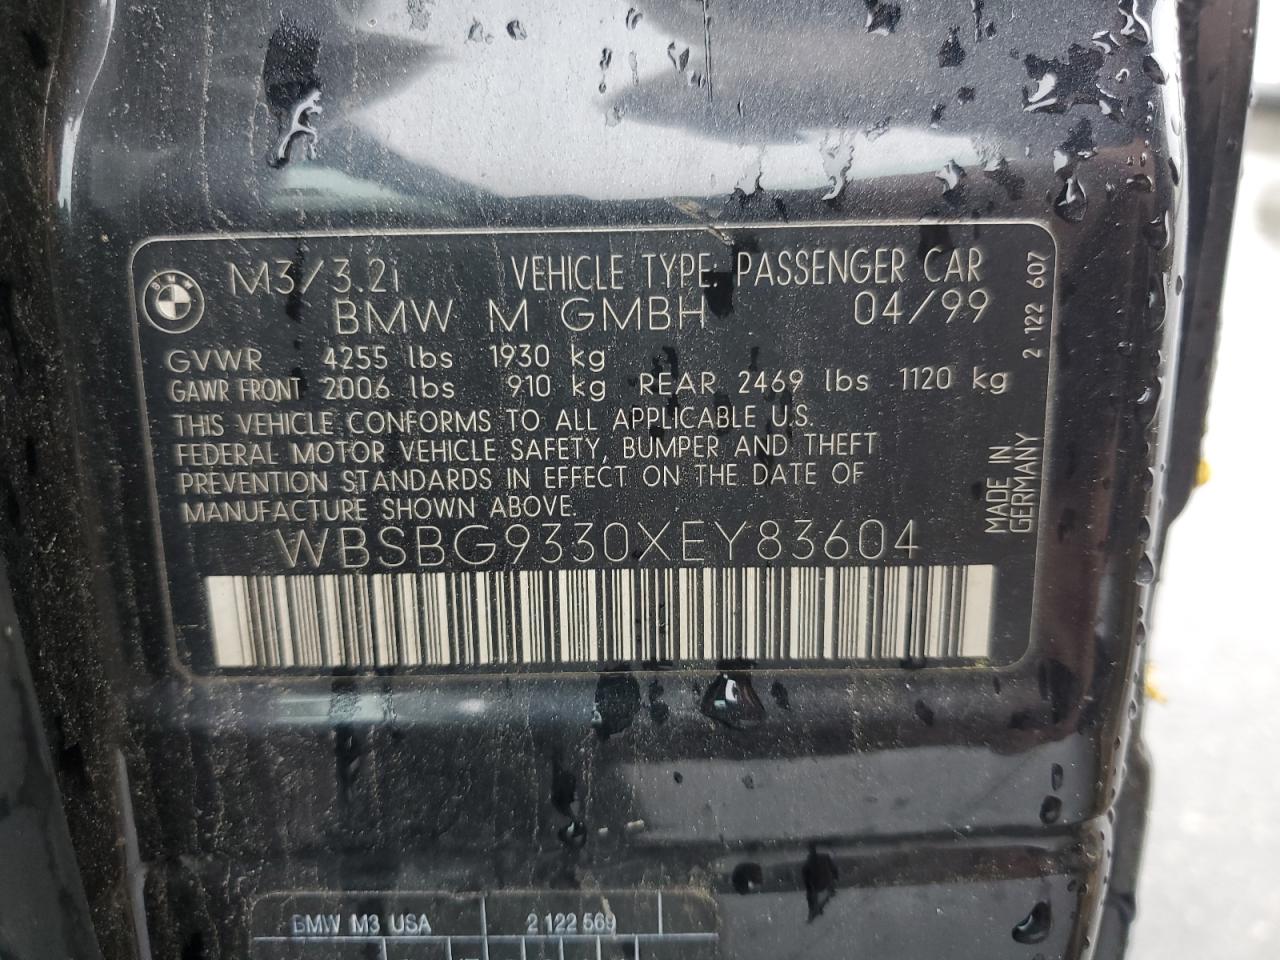 M3/3.2i VEHICLE TYPE. PASSENGER CAR
BMW M GMBH 04/99
GVWR 4255 lbs 1930 kg
GAWR FRONT 2006 lbs 910 kg REAR 2469 lbs 1120 kg
THIS VEHICLE CONFORMS TO ALL APPLICABLE U.S.
FEDERAL MOTOR VEHICLE SAFETY, BUMPER AND THEFT
PREVENTION STANDARDS IN EFFECT ON THE DATE OF
MANUFACTURE SHOWN ABOVE.
WBSBG9330XEY83604
MADE IN
GERMANY
2 122 607
BMW M3 USA 2 122 569